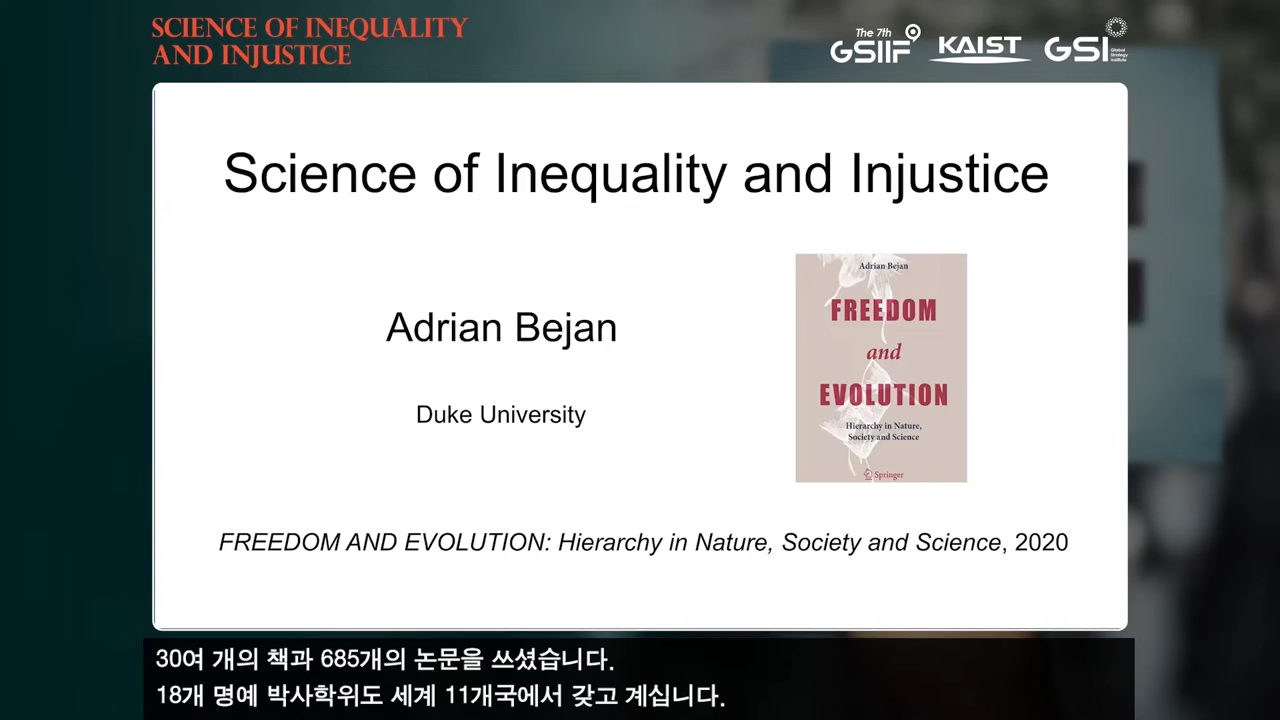 SCIENCE OF INEQUALITY
AND INJUSTICE
The 7th
GSIIF
KAIST
GSI
Global
Strategy
Institute
Science of Inequality and Injustice
Adrian Bejan
Duke University
Adrian Bejan
FREEDOM
and
EVOLUTION
Hierarchy in Nature,
Society and Science
Springer
FREEDOM AND EVOLUTION: Hierarchy in Nature, Society and Science, 2020
30여 개의 책과 685개의 논문을 쓰셨습니다.
18개 명예 박사학위도 세계 11개국에서 갖고 계십니다.